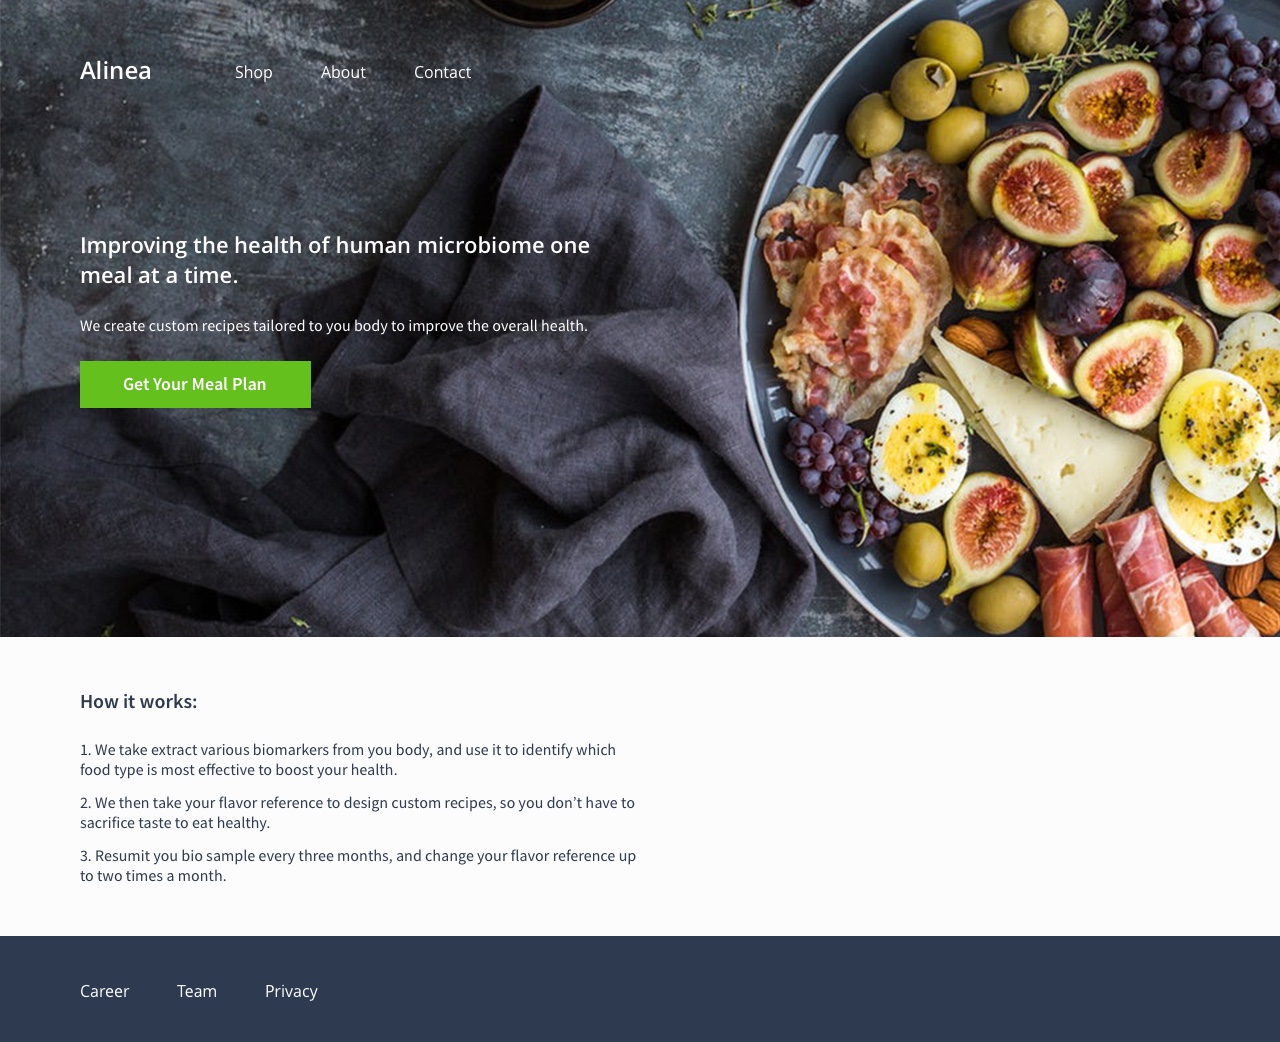 Alinea
Shop
About
Contact
Improving the health of human microbiome one
meal at a time.
We create custom recipes tailored to you body to improve the overall health.
Get Your Meal Plan
How it works:
1. We take extract various biomarkers from you body, and use it to identify which
food type is most effective to boost your health.
2. We then take your flavor reference to design custom recipes, so you don’t have to
sacrifice taste to eat healthy.
3. Resumit you bio sample every three months, and change your flavor reference up
to two times a month.
Career
Team
Privacy